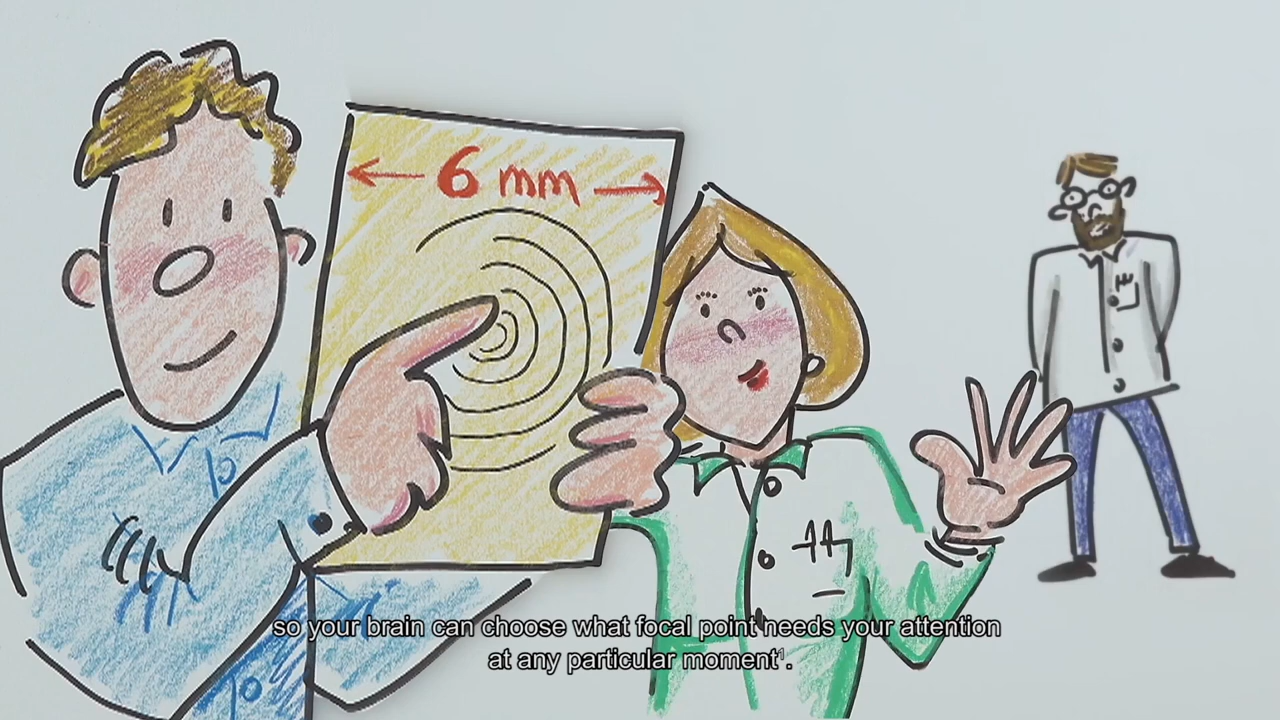 6 mm
so your brain can choose what focal point needs your attention
at any particular moment¹.